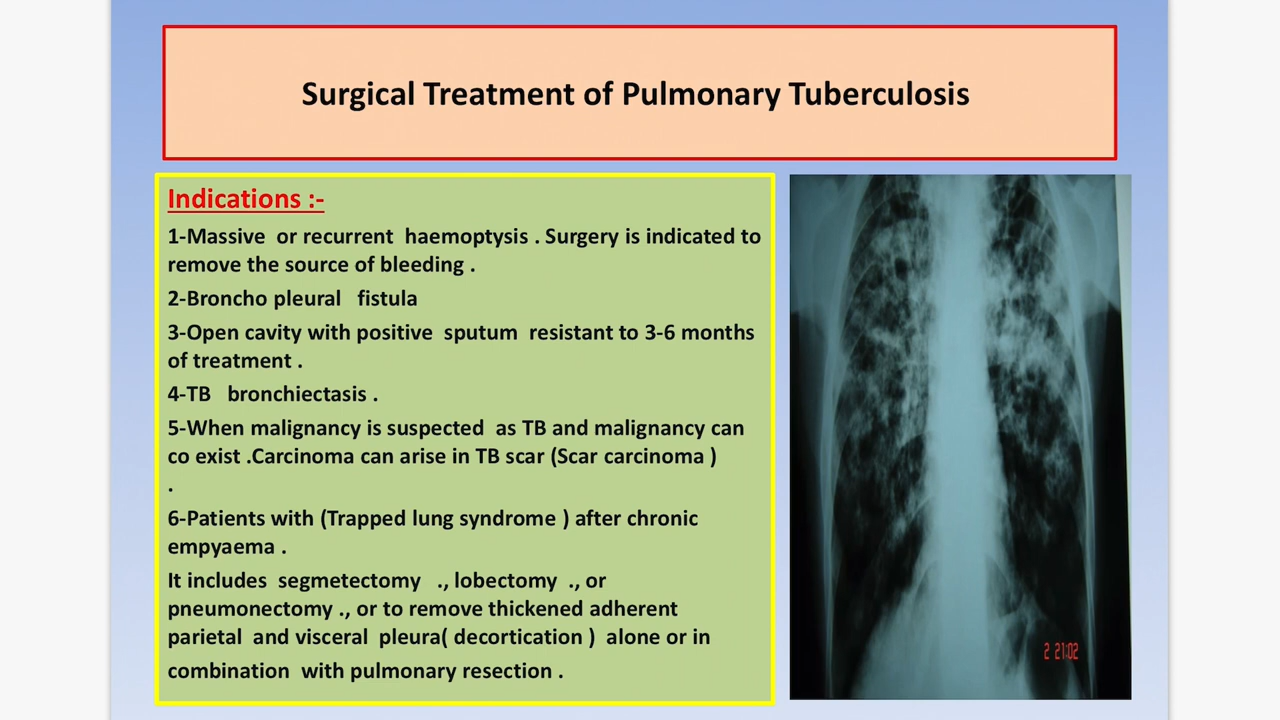 Surgical Treatment of Pulmonary Tuberculosis
Indications :-
1-Massive or recurrent haemoptysis . Surgery is indicated to
remove the source of bleeding .
2-Broncho pleural fistula
3-Open cavity with positive sputum resistant to 3-6 months
of treatment .
4-TB bronchiectasis .
5-When malignancy is suspected as TB and malignancy can
co exist .Carcinoma can arise in TB scar (Scar carcinoma )
.
6-Patients with (Trapped lung syndrome ) after chronic
empyaema .
It includes segmetectomy ., lobectomy ., or
pneumonectomy ., or to remove thickened adherent
parietal and visceral pleura( decortication ) alone or in
combination with pulmonary resection .
2 21:02